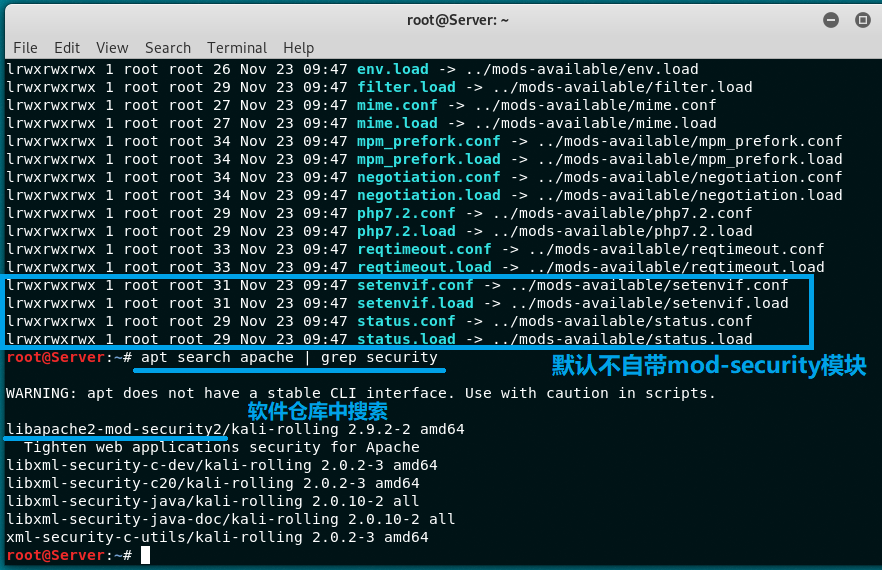 root@Server: ~
File Edit View Search Terminal Help
lrwxrwxrwx 1 root root 26 Nov 23 09:47 env.load -> ../mods-available/env.load
lrwxrwxrwx 1 root root 29 Nov 23 09:47 filter.load -> ../mods-available/filter.load
lrwxrwxrwx 1 root root 27 Nov 23 09:47 mime.conf -> ../mods-available/mime.conf
lrwxrwxrwx 1 root root 27 Nov 23 09:47 mime.load -> ../mods-available/mime.load
lrwxrwxrwx 1 root root 34 Nov 23 09:47 mpm_prefork.conf -> ../mods-available/mpm_prefork.conf
lrwxrwxrwx 1 root root 34 Nov 23 09:47 mpm_prefork.load -> ../mods-available/mpm_prefork.load
lrwxrwxrwx 1 root root 34 Nov 23 09:47 negotiation.conf -> ../mods-available/negotiation.conf
lrwxrwxrwx 1 root root 34 Nov 23 09:47 negotiation.load -> ../mods-available/negotiation.load
lrwxrwxrwx 1 root root 29 Nov 23 09:47 php7.2.conf -> ../mods-available/php7.2.conf
lrwxrwxrwx 1 root root 29 Nov 23 09:47 php7.2.load -> ../mods-available/php7.2.load
lrwxrwxrwx 1 root root 33 Nov 23 09:47 reqtimeout.conf -> ../mods-available/reqtimeout.conf
lrwxrwxrwx 1 root root 33 Nov 23 09:47 reqtimeout.load -> ../mods-available/reqtimeout.load
lrwxrwxrwx 1 root root 31 Nov 23 09:47 setenvif.conf -> ../mods-available/setenvif.conf
lrwxrwxrwx 1 root root 31 Nov 23 09:47 setenvif.load -> ../mods-available/setenvif.load
lrwxrwxrwx 1 root root 29 Nov 23 09:47 status.conf -> ../mods-available/status.conf
lrwxrwxrwx 1 root root 29 Nov 23 09:47 status.load -> ../mods-available/status.load
root@Server:~# apt search apache | grep security
默认不自带mod-security模块
WARNING: apt does not have a stable CLI interface. Use with caution in scripts.
软件仓库中搜索
libapache2-mod-security2/kali-rolling 2.9.2-2 amd64
Tighten web applications security for Apache
libxml-security-c-dev/kali-rolling 2.0.2-3 amd64
libxml-security-c20/kali-rolling 2.0.2-3 amd64
libxml-security-java/kali-rolling 2.0.10-2 all
libxml-security-java-doc/kali-rolling 2.0.10-2 all
xml-security-c-utils/kali-rolling 2.0.2-3 amd64
root@Server:~#